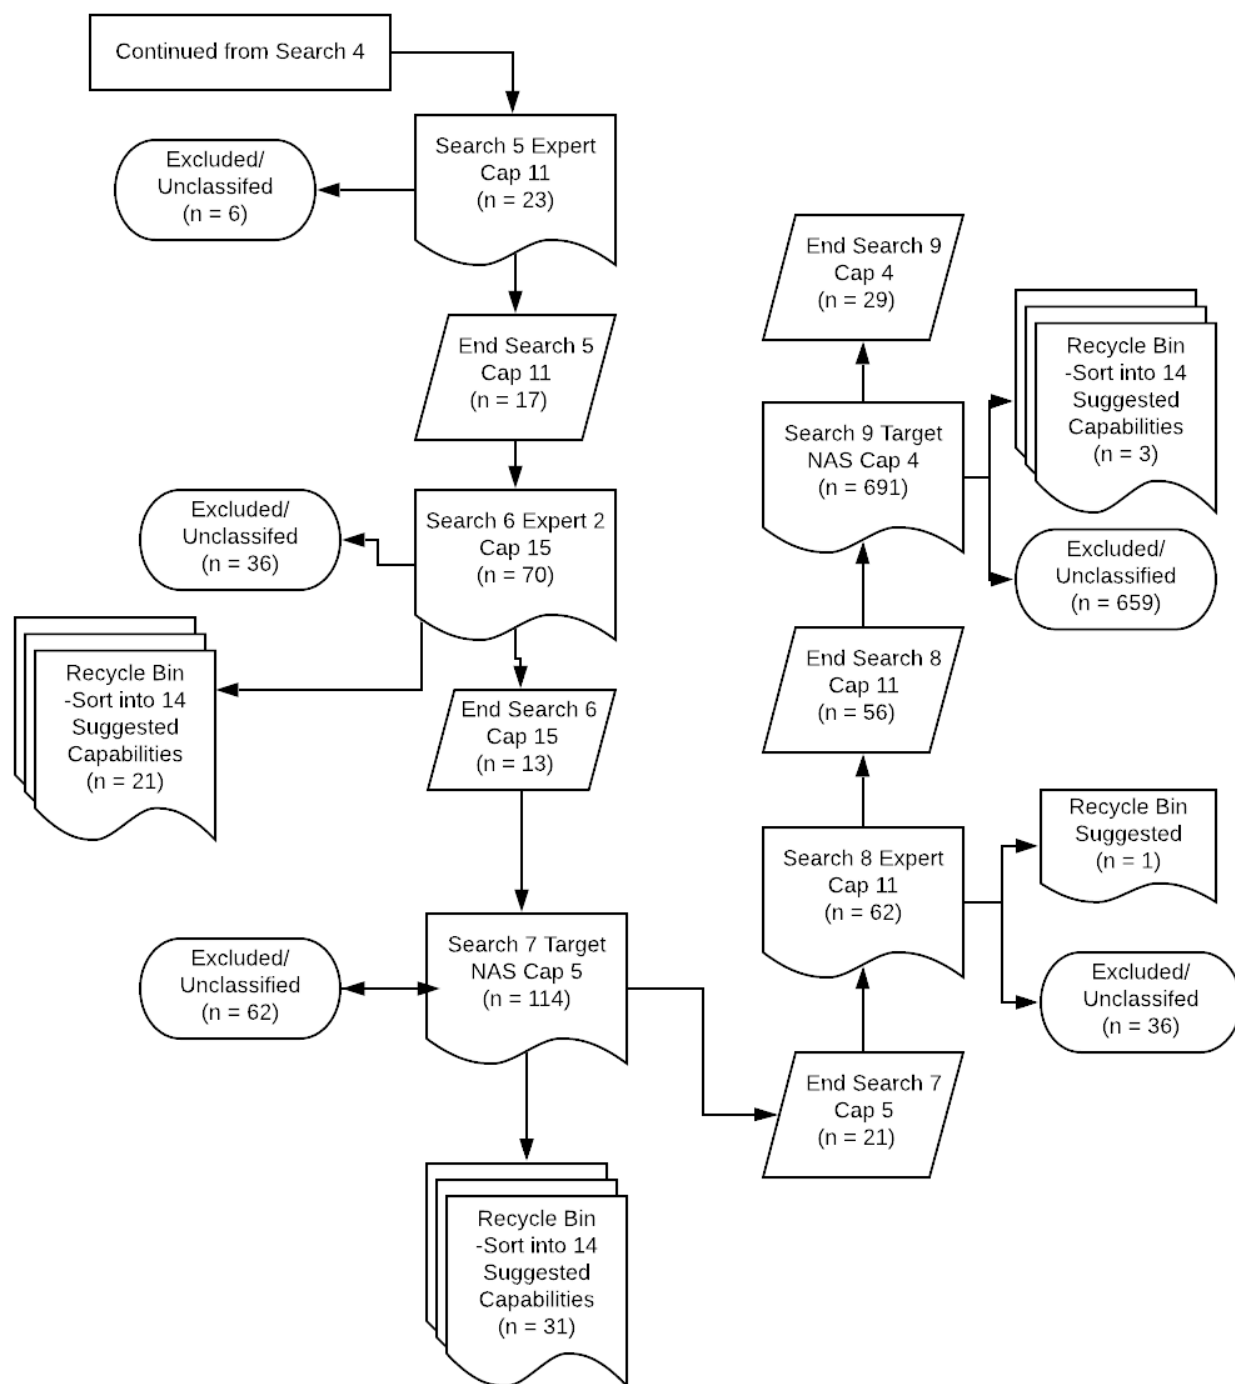 Continued from Search 4
Search 5 Expert
Cap 11
(n = 23)
Excluded/
Unclassifed
(n = 6)
End Search 5
Cap 11
(n = 17)
Search 6 Expert 2
Cap 15
(n = 70)
Excluded/
Unclassifed
(n = 36)
Recycle Bin
-Sort into 14
Suggested
Capabilities
(n = 21)
End Search 6
Cap 15
(n = 13)
Search 7 Target
NAS Cap 5
(n = 114)
Excluded/
Unclassified
(n = 62)
Recycle Bin
-Sort into 14
Suggested
Capabilities
(n = 31)
End Search 7
Cap 5
(n = 21)
Search 8 Expert
Cap 11
(n = 62)
Recycle Bin
Suggested
(n = 1)
Excluded/
Unclassifed
(n = 36)
End Search 8
Cap 11
(n = 56)
Search 9 Target
NAS Cap 4
(n = 691)
Recycle Bin
-Sort into 14
Suggested
Capabilities
(n = 3)
Excluded/
Unclassified
(n = 659)
End Search 9
Cap 4
(n = 29)